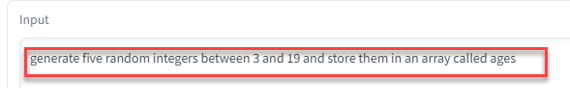 Input
generate five random integers between 3 and 19 and store them in an array called ages